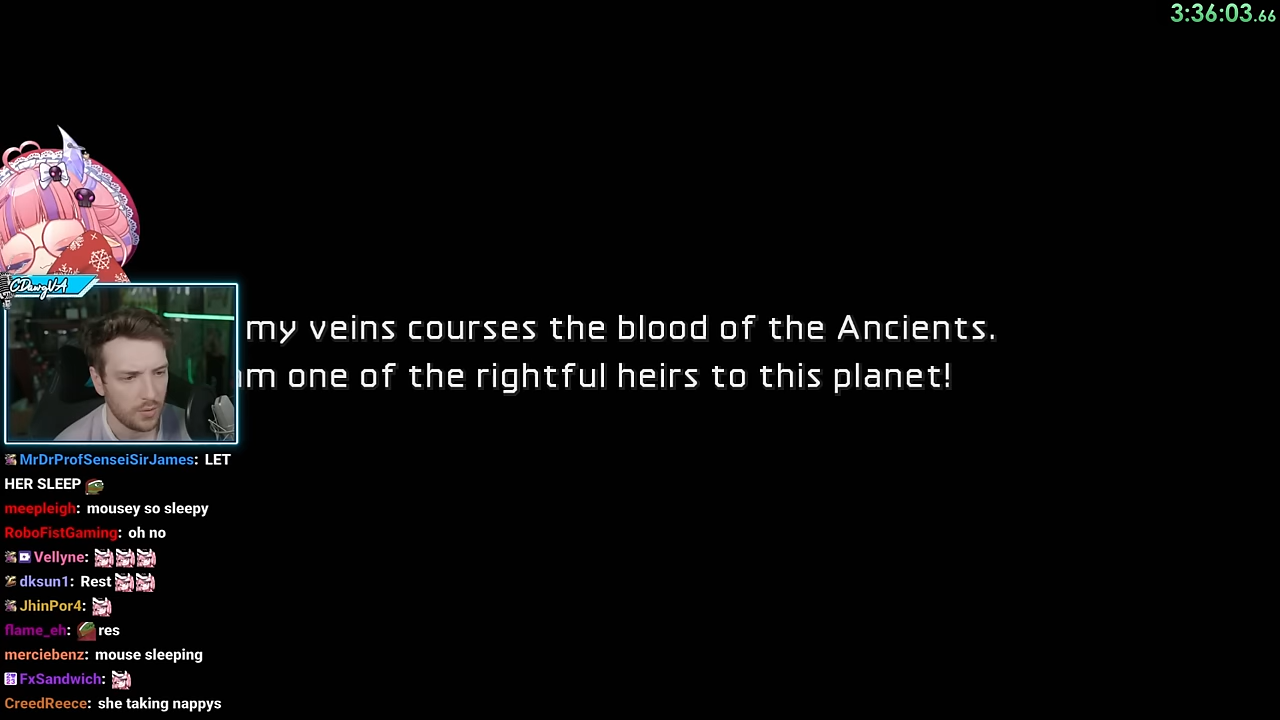 3:36:03.66
CDawgVA
my veins courses the blood of the Ancients.
am one of the rightful heirs to this planet!
MrDrProfSenseiSirJames: LET
HER SLEEP
meepleigh: mousey so sleepy
RoboFistGaming: oh no
Vellyne:
dksun1: Rest
JhinPor4:
flame_eh: res
merciebenz: mouse sleeping
FxSandwich:
CreedReece: she taking nappys